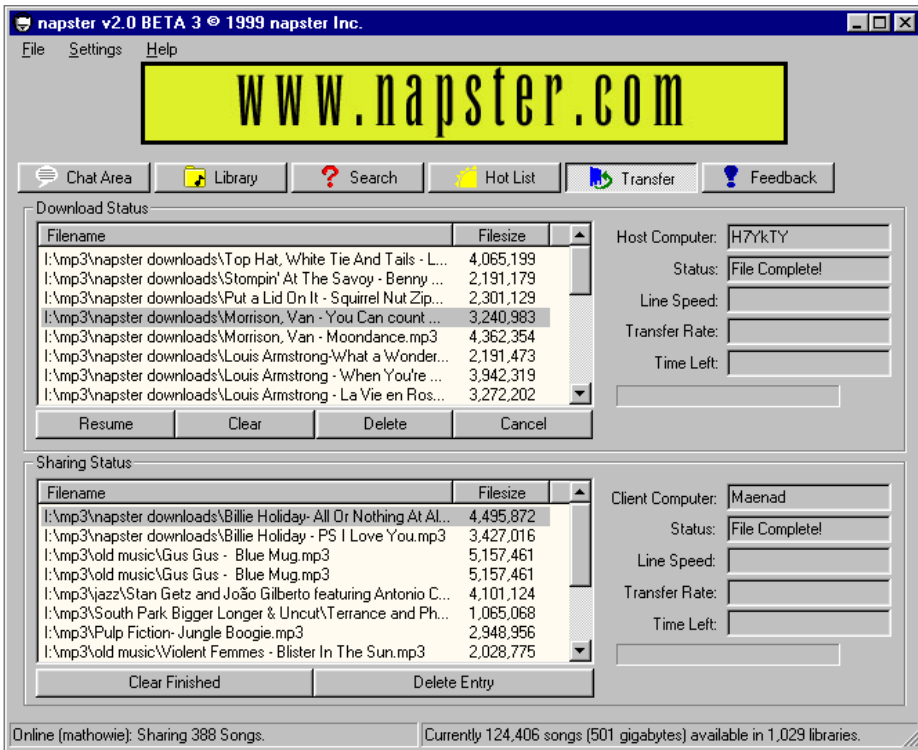 napster v2.0 BETA 3 © 1999 napster Inc.
File Settings Help
www.napster.com
Chat Area Library Search Hot List Transfer Feedback
Download Status
Filename Filesize
I:\mp3\napster downloads\Top Hat, White Tie And Tails - L... 4,065,199
I:\mp3\napster downloads\Stompin' At The Savoy - Benny ... 2,191,179
I:\mp3\napster downloads\Put a Lid On It - Squirrel Nut Zip... 2,301,129
I:\mp3\napster downloads\Morrison, Van - You Can count ... 3,240,983
I:\mp3\napster downloads\Morrison, Van - Moondance.mp3 4,362,354
I:\mp3\napster downloads\Louis Armstrong-What a Wonder... 2,191,473
I:\mp3\napster downloads\Louis Armstrong - When You're ... 3,942,319
I:\mp3\napster downloads\Louis Armstrong - La Vie en Ros... 3,272,202
Resume Clear Delete Cancel
Host Computer: H7YkTY
Status: File Complete!
Line Speed:
Transfer Rate:
Time Left:
Sharing Status
Filename Filesize
I:\mp3\napster downloads\Billie Holiday- All Or Nothing At Al... 4,495,872
I:\mp3\napster downloads\Billie Holiday - PS I Love You.mp3 3,427,016
I:\mp3\old music\Gus Gus -  Blue Mug.mp3 5,157,461
I:\mp3\old music\Gus Gus -  Blue Mug.mp3 5,157,461
I:\mp3\jazz\Stan Getz and João Gilberto featuring Antonio C... 4,101,124
I:\mp3\South Park Bigger Longer & Uncut\Terrance and Ph... 1,065,068
I:\mp3\Pulp Fiction- Jungle Boogie.mp3 2,948,956
I:\mp3\old music\Violent Femmes - Blister In The Sun.mp3 2,028,775
Clear Finished Delete Entry
Client Computer: Maenad
Status: File Complete!
Line Speed:
Transfer Rate:
Time Left:
Online (mathowie): Sharing 388 Songs. Currently 124,406 songs (501 gigabytes) available in 1,029 libraries.